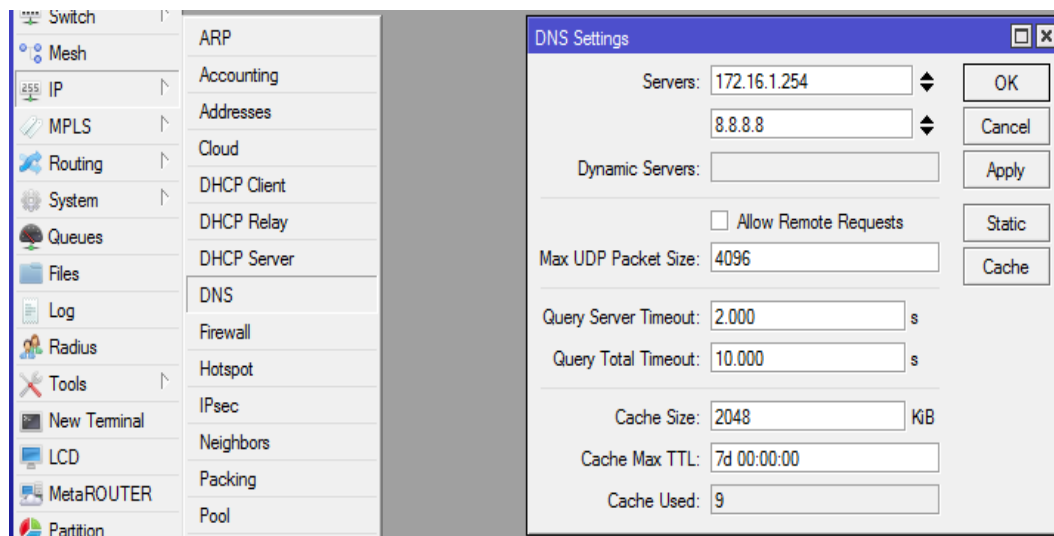 Switch
Mesh
255
IP
MPLS
Routing
System
Queues
Files
Log
Radius
Tools
New Terminal
LCD
MetaROUTER
Partition
ARP
Accounting
Addresses
Cloud
DHCP Client
DHCP Relay
DHCP Server
DNS
Firewall
Hotspot
IPsec
Neighbors
Packing
Pool
DNS Settings
Servers: 172.16.1.254
8.8.8.8
Dynamic Servers:
Allow Remote Requests
Max UDP Packet Size: 4096
Query Server Timeout: 2.000 s
Query Total Timeout: 10.000 s
Cache Size: 2048 KiB
Cache Max TTL: 7d 00:00:00
Cache Used: 9
OK
Cancel
Apply
Static
Cache